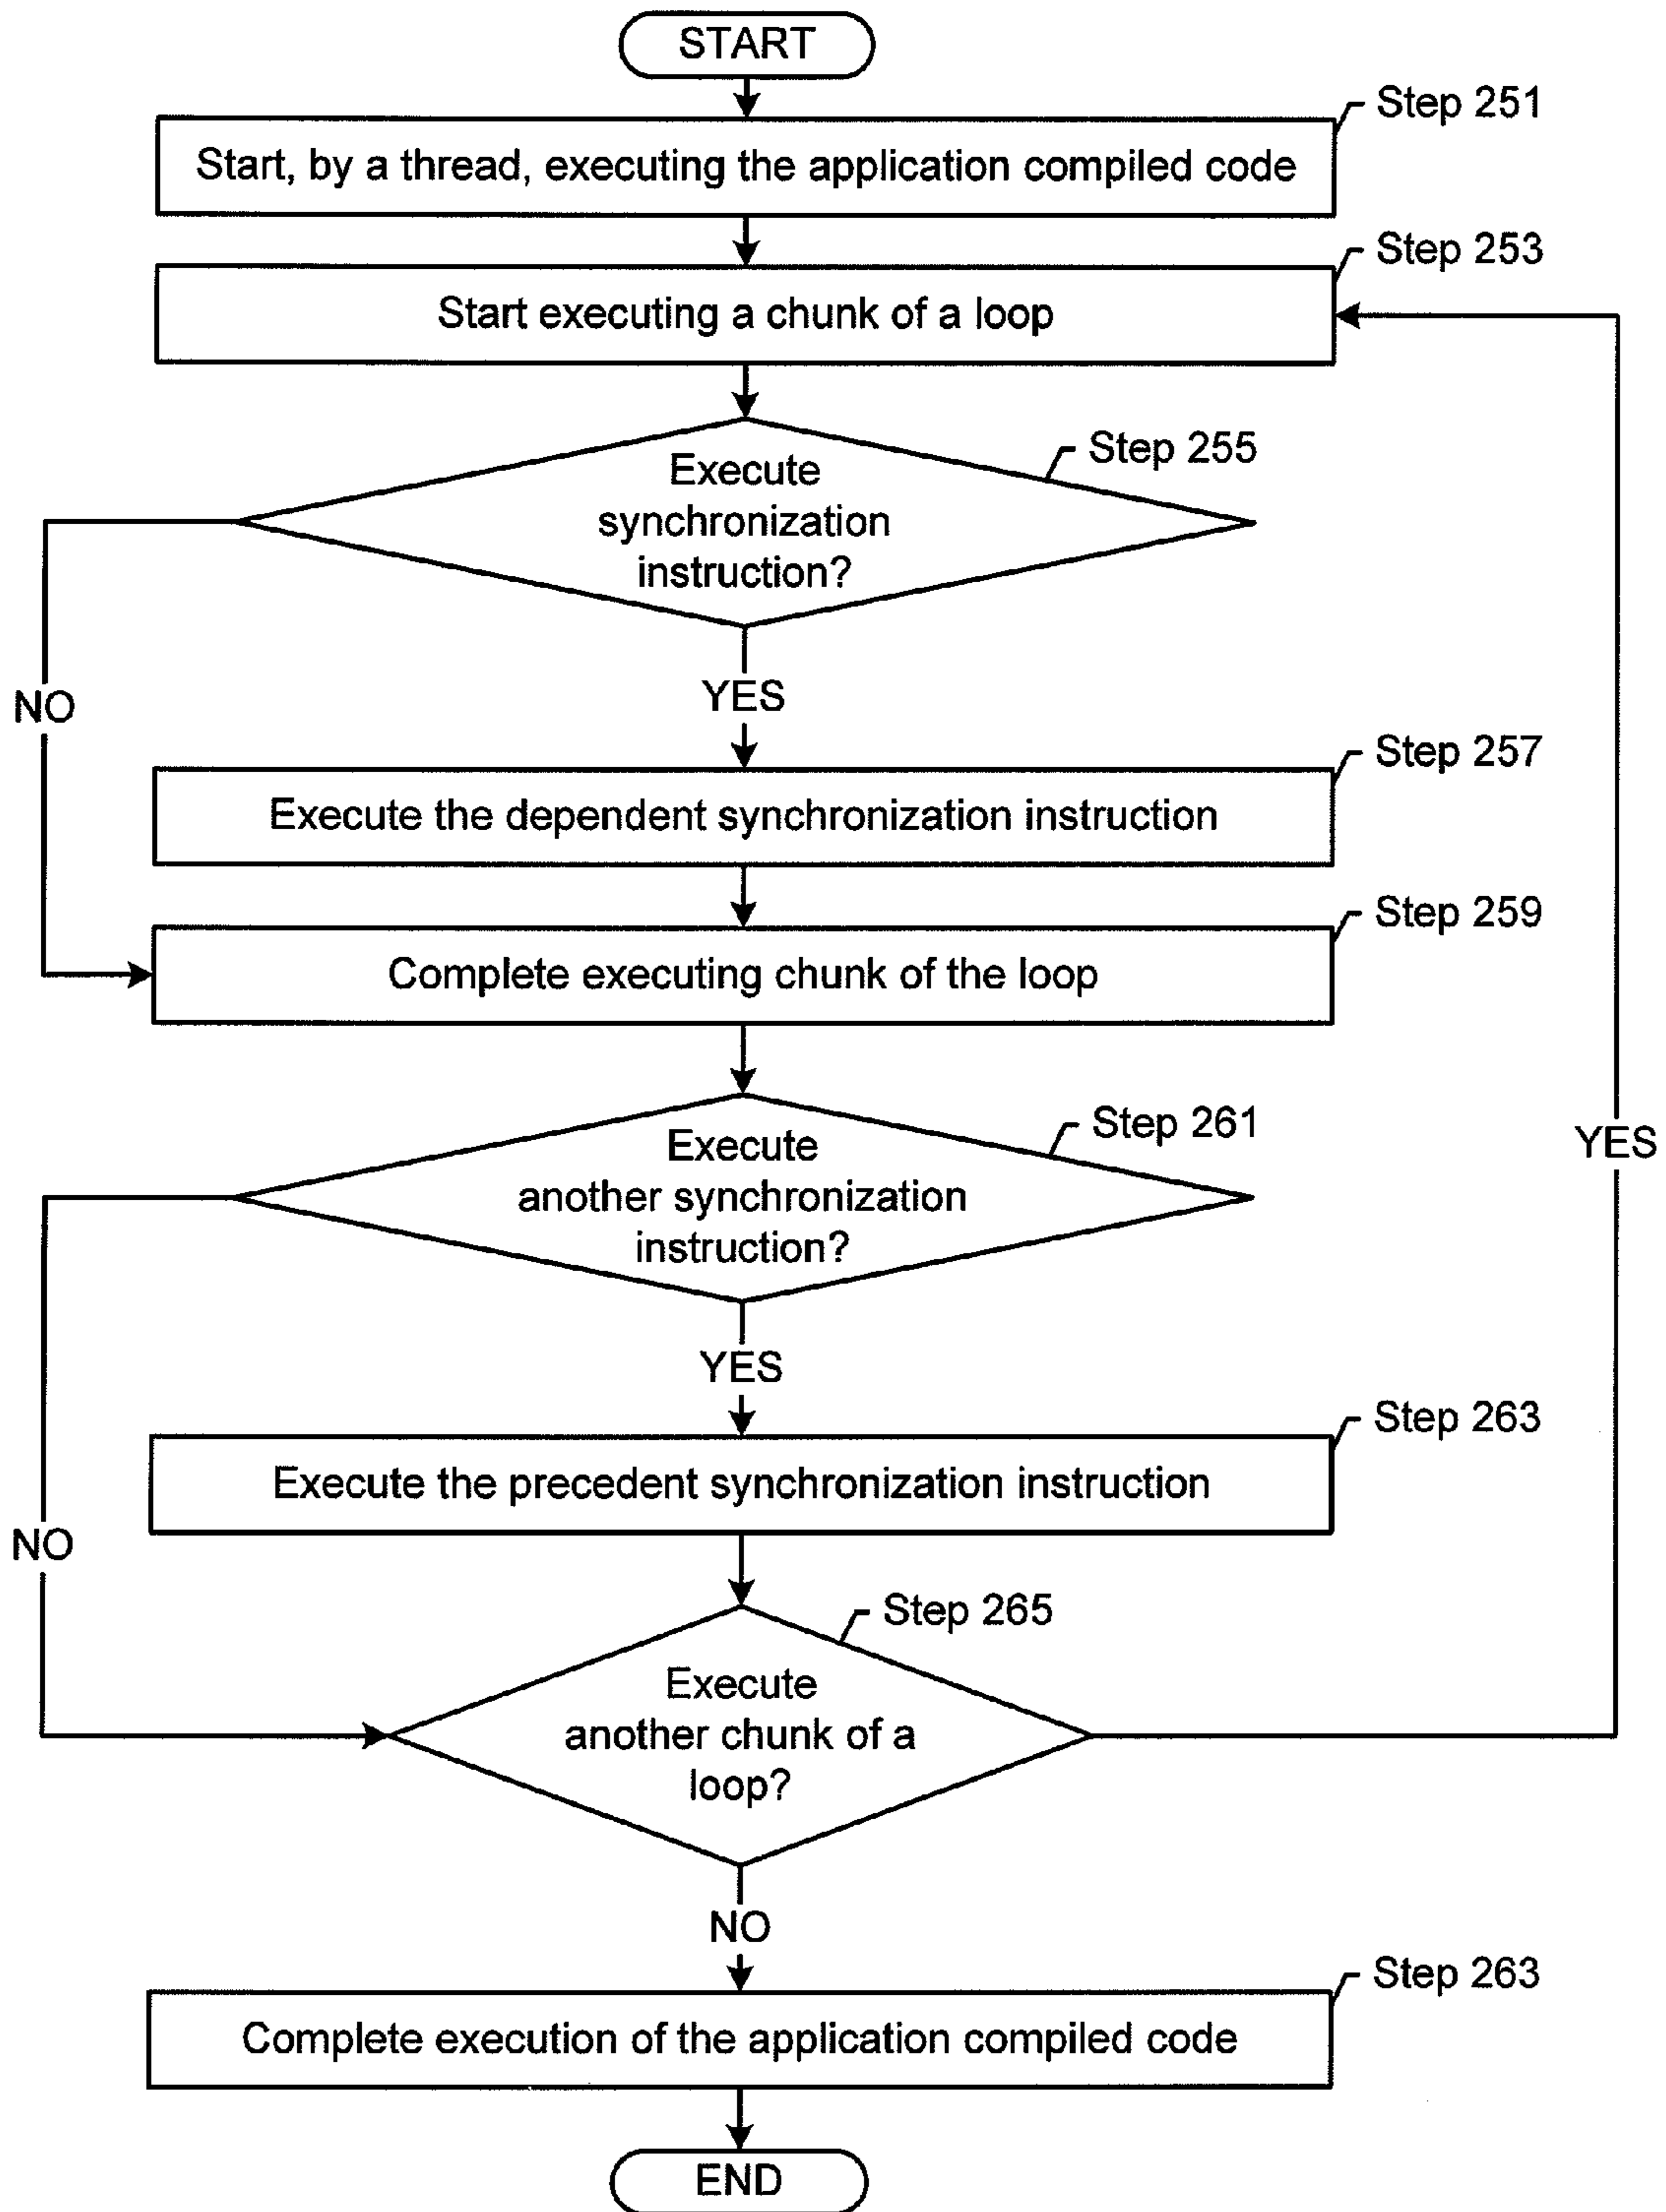 START
Step 251
Start, by a thread, executing the application compiled code
Step 253
Start executing a chunk of a loop
Step 255
Execute
synchronization
instruction?
NO
YES
Step 257
Execute the dependent synchronization instruction
Step 259
Complete executing chunk of the loop
Step 261
Execute
another synchronization
instruction?
YES
YES
Step 263
Execute the precedent synchronization instruction
NO
Step 265
Execute
another chunk of a
loop?
NO
Step 263
Complete execution of the application compiled code
END